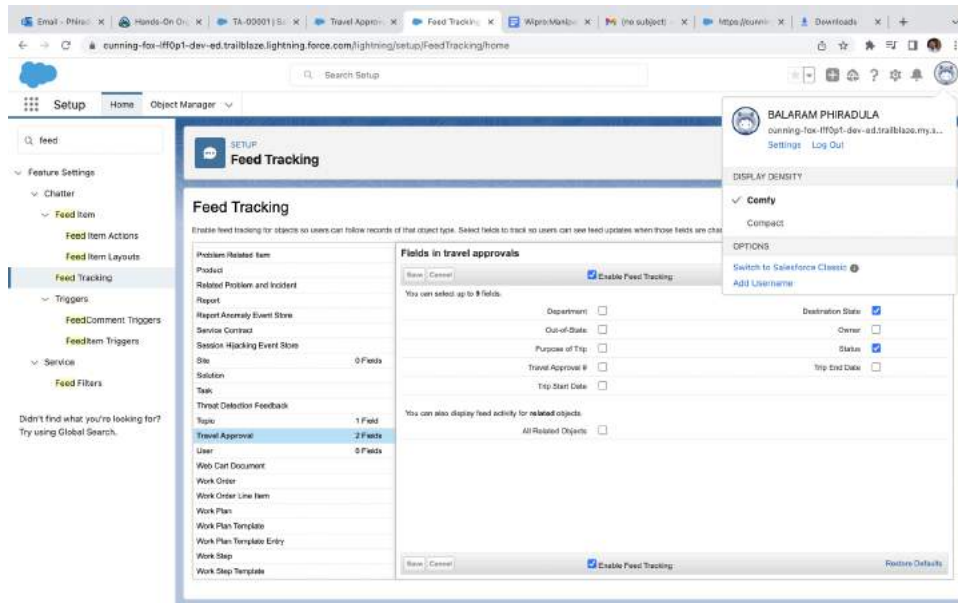 Email - Phirad
Hands-On Or
TA-00001 | Sa
Travel Approv
Feed Tracking
Wipro:Manip
(no subject)
https://cunnin
Downloads
cunning-fox-lff0p1-dev-ed.trailblaze.lightning.force.com/lightning/setup/FeedTracking/home
Search Setup
Setup Home Object Manager
BALARAM PHIRADULA
cunning-fox-lff0p1-dev-ed.trailblaze.my.s...
Settings Log Out
DISPLAY DENSITY
Comfy
Compact
OPTIONS
Switch to Salesforce Classic
Add Username
feed
Feature Settings
Chatter
Feed Item
Feed Item Actions
Feed Item Layouts
Feed Tracking
Triggers
FeedComment Triggers
FeedItem Triggers
Service
Feed Filters
Didn't find what you're looking for?
Try using Global Search.
SETUP
Feed Tracking
Feed Tracking
Enable feed tracking for objects so users can follow records of that object type. Select fields to track so users can see feed updates when those fields are cha
Problem Related Item
Product
Related Problem and Incident
Report
Report Anomaly Event Store
Service Contract
Session Hijacking Event Store
Site 0 Fields
Solution
Task
Threat Detection Feedback
Topic 1 Field
Travel Approval 2 Fields
User 0 Fields
Web Cart Document
Work Order
Work Order Line Item
Work Plan
Work Plan Template
Work Plan Template Entry
Work Step
Work Step Template
Fields in travel approvals
Save Cancel Enable Feed Tracking
You can select up to 9 fields.
Department Destination State
Out-of-State Owner
Purpose of Trip Status
Travel Approval # Trip End Date
Trip Start Date
You can also display feed activity for related objects
All Related Objects
Save Cancel Enable Feed Tracking Restore Defaults